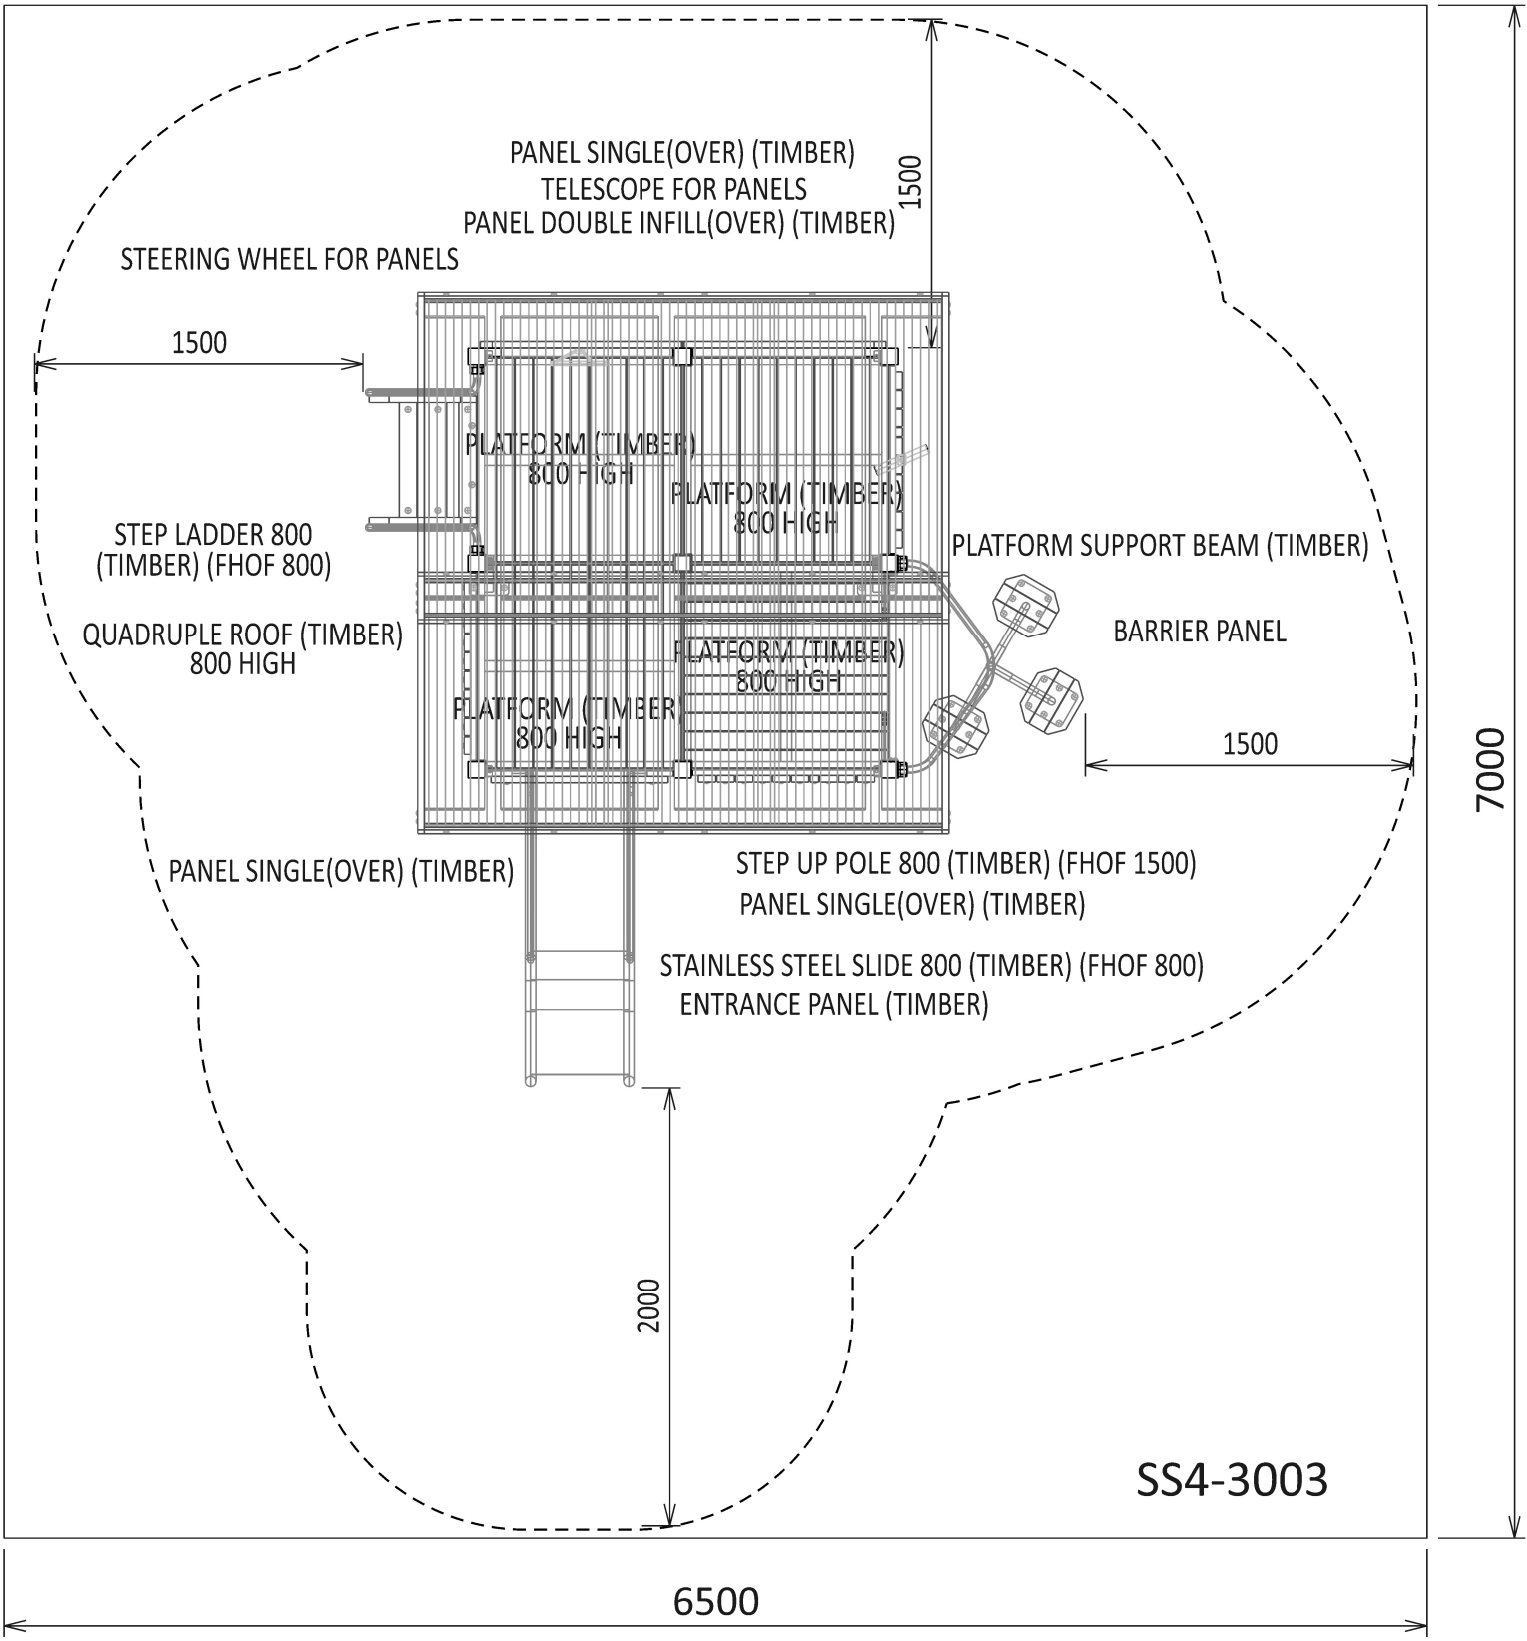 PANEL SINGLE(OVER) (TIMBER)
TELESCOPE FOR PANELS
PANEL DOUBLE INFILL(OVER) (TIMBER)
1500
STEERING WHEEL FOR PANELS
1500
PLATFORM (TIMBER)
800 HIGH
PLATFORM (TIMBER)
800 HIGH
STEP LADDER 800
(TIMBER) (FHOF 800)
PLATFORM SUPPORT BEAM (TIMBER)
QUADRUPLE ROOF (TIMBER)
800 HIGH
BARRIER PANEL
PLATFORM (TIMBER)
800 HIGH
PLATFORM (TIMBER)
800 HIGH
1500
7000
PANEL SINGLE(OVER) (TIMBER)
STEP UP POLE 800 (TIMBER) (FHOF 1500)
PANEL SINGLE(OVER) (TIMBER)
STAINLESS STEEL SLIDE 800 (TIMBER) (FHOF 800)
ENTRANCE PANEL (TIMBER)
2000
SS4-3003
6500